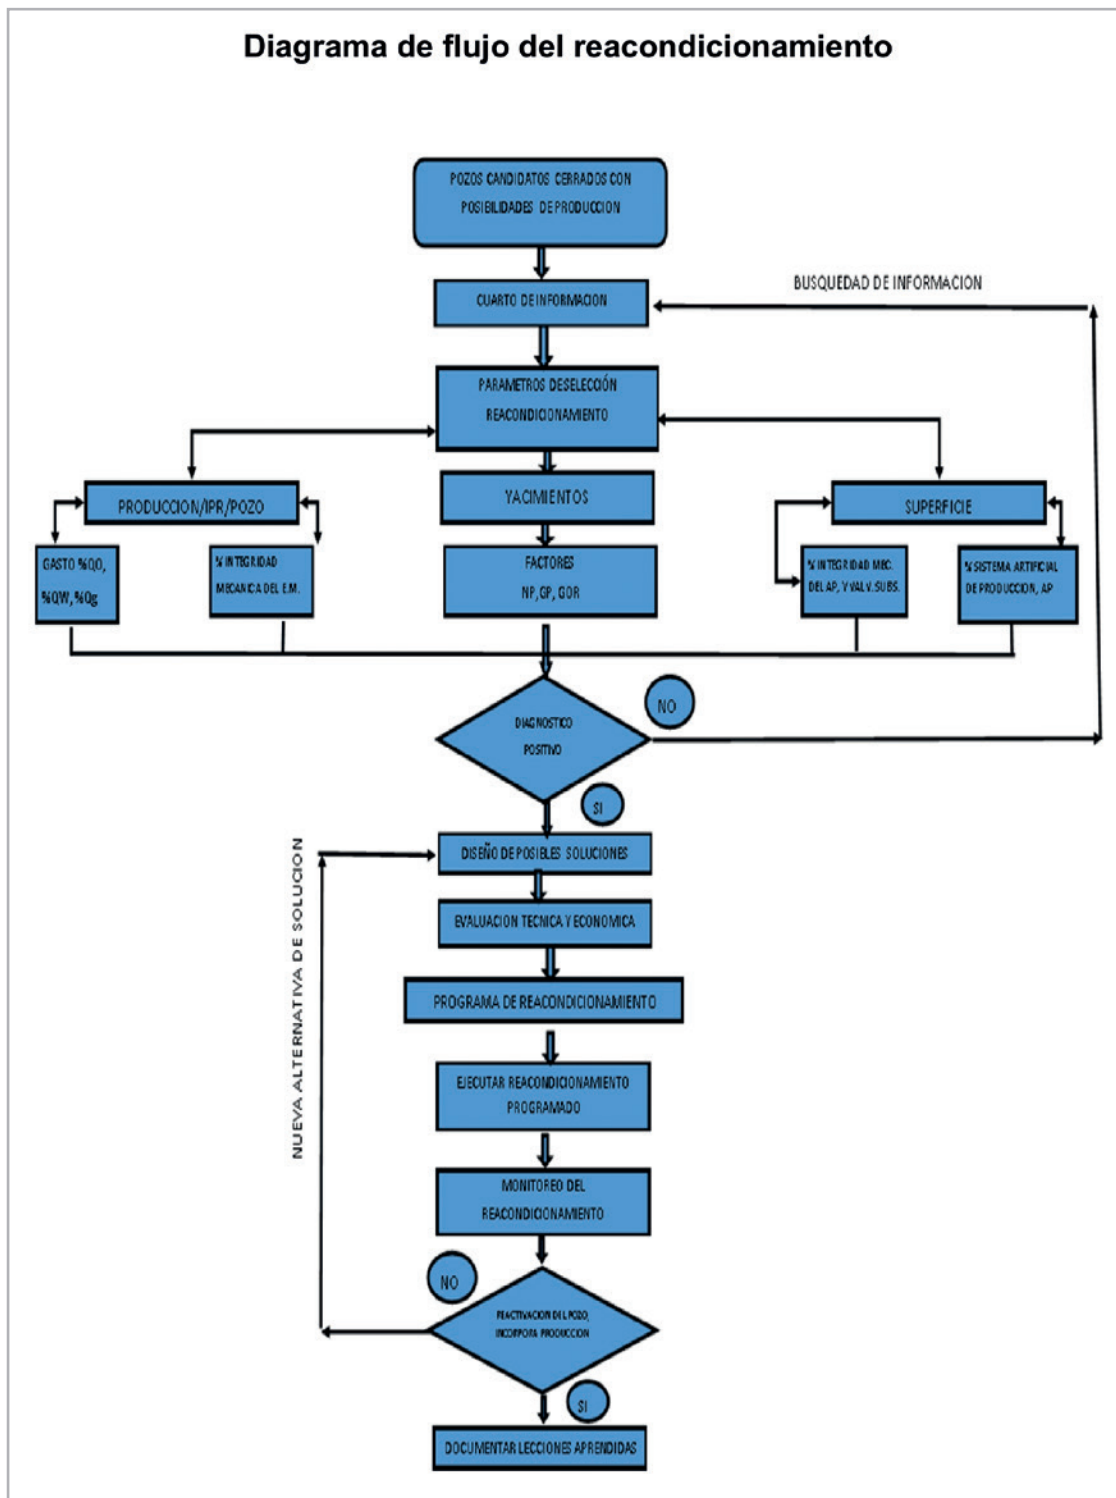 Diagrama de flujo del reacondicionamiento
POZOS CANDIDATOS CERRADOS CON
POSIBILIDADES DE PRODUCCION
CUARTO DE INFORMACION
BUSQUEDAD DE INFORMACION
PARAMETROS DE SELECCIÓN
REACONDICIONAMIENTO
PRODUCCION/IPR/POZO
YACIMIENTOS
SUPERFICIE
GASTO %QO,
%QW, %Qg
% INTEGRIDAD
MECANICA DEL E.M.
FACTORES
NP, GP, GOR
% INTEGRIDAD MEC.
DEL AP, Y VALV. SUBS.
% SISTEMA ARTIFICIAL
DE PRODUCCION, AP
DIAGNOSTICO
POSITIVO
NO
SI
DISEÑO DE POSIBLES SOLUCIONES
EVALUACION TECNICA Y ECONOMICA
PROGRAMA DE REACONDICIONAMIENTO
EJECUTAR REACONDICIONAMIENTO
PROGRAMADO
MONITOREO DEL
REACONDICIONAMIENTO
NUEVA ALTERNATIVA DE SOLUCION
NO
REACTIVACION DEL POZO,
INCORPORA PRODUCCION
SI
DOCUMENTAR LECCIONES APRENDIDAS